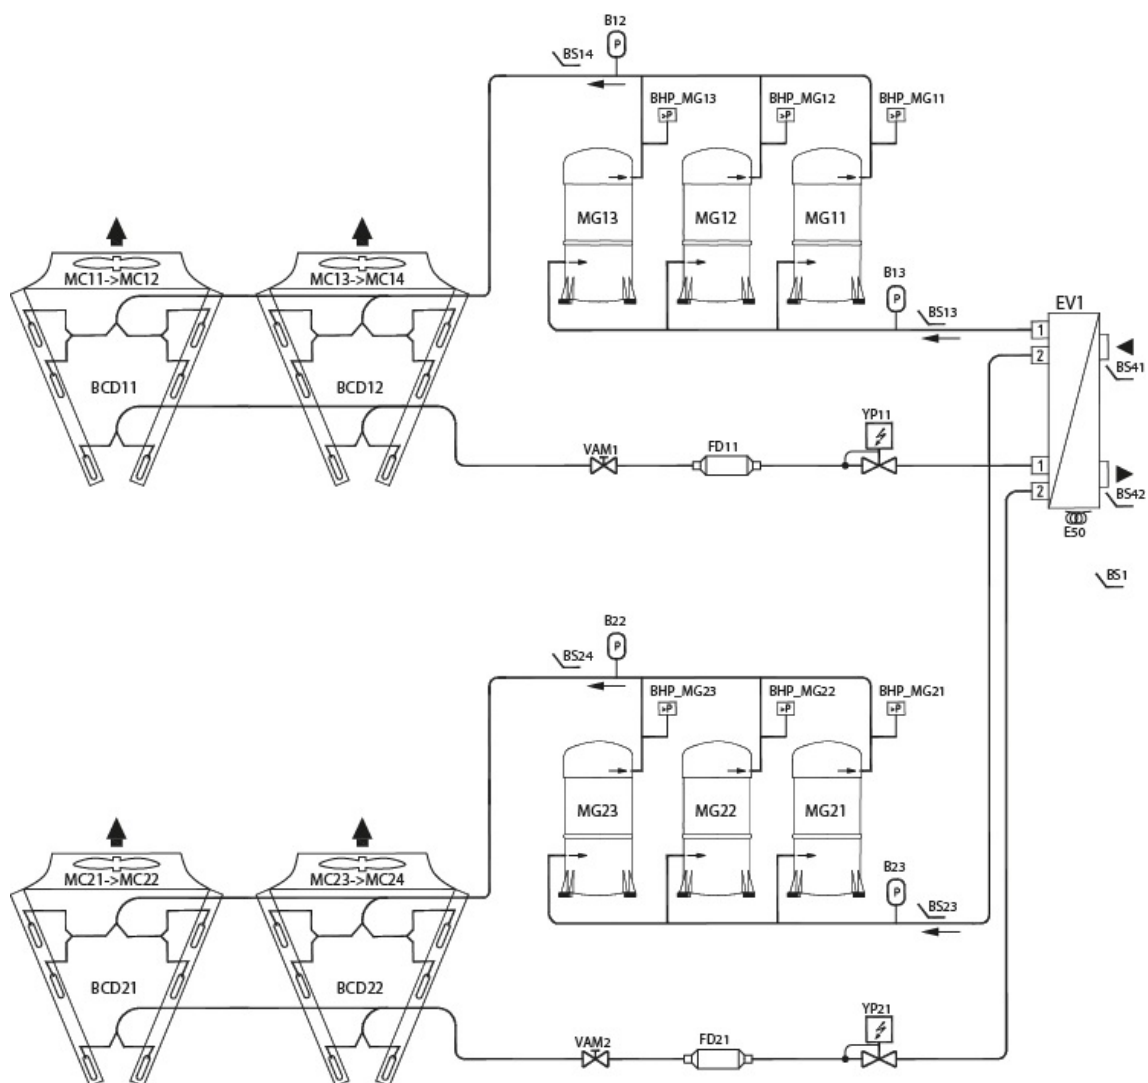 B12
P
BS14
BHP_MG13
BHP_MG12
BHP_MG11
>P
>P
>P
MG13
MG12
MG11
MC11->MC12
MC13->MC14
B13
P
BS13
EV1
1
2
BS41
BCD11
BCD12
YP11
VAM1
FD11
1
2
BS42
E50
BS1
B22
P
BS24
BHP_MG23
BHP_MG22
BHP_MG21
>P
>P
>P
MG23
MG22
MG21
MC21->MC22
MC23->MC24
B23
P
BS23
BCD21
BCD22
YP21
VAM2
FD21